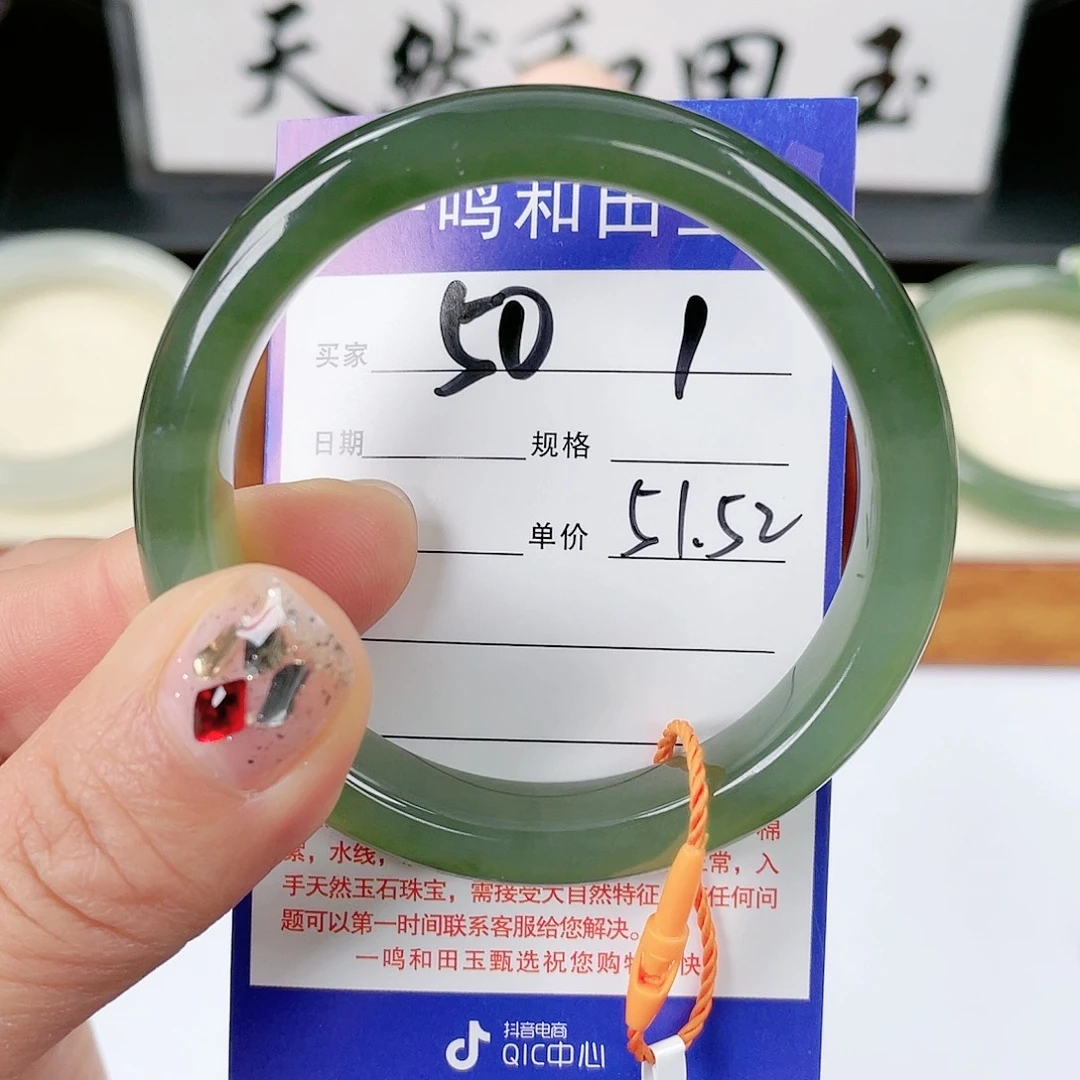 天然和田玉
一鸣和田玉
买家 50 1
日期 规格
单价 51.52
棉
絮，水线，常，入
手天然玉石珠宝，需接受大自然特征任何问
题可以第一时间联系客服给您解决。
一鸣和田玉甄选祝您购物快
抖音电商
QIC中心